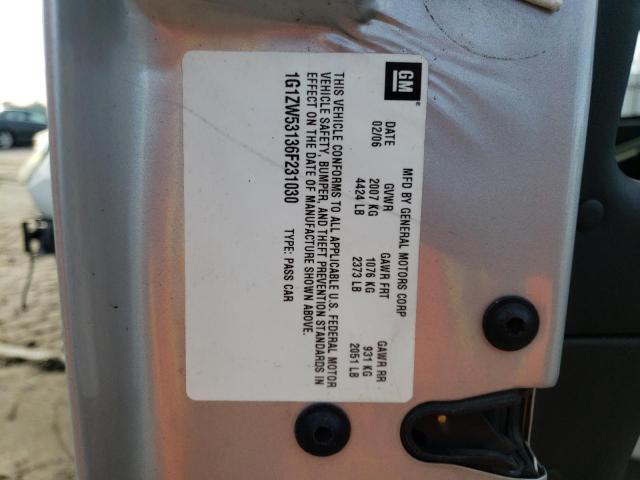 GM
MFD BY GENERAL MOTORS CORP
DATE GVWR GAWR FRT GAWR RR
02/06 2007 KG 1076 KG 931 KG
4424 LB 2373 LB 2051 LB
THIS VEHICLE CONFORMS TO ALL APPLICABLE U.S. FEDERAL MOTOR
VEHICLE SAFETY, BUMPER, AND THEFT PREVENTION STANDARDS IN
EFFECT ON THE DATE OF MANUFACTURE SHOWN ABOVE.
1G1ZW53136F231030 TYPE: PASS CAR